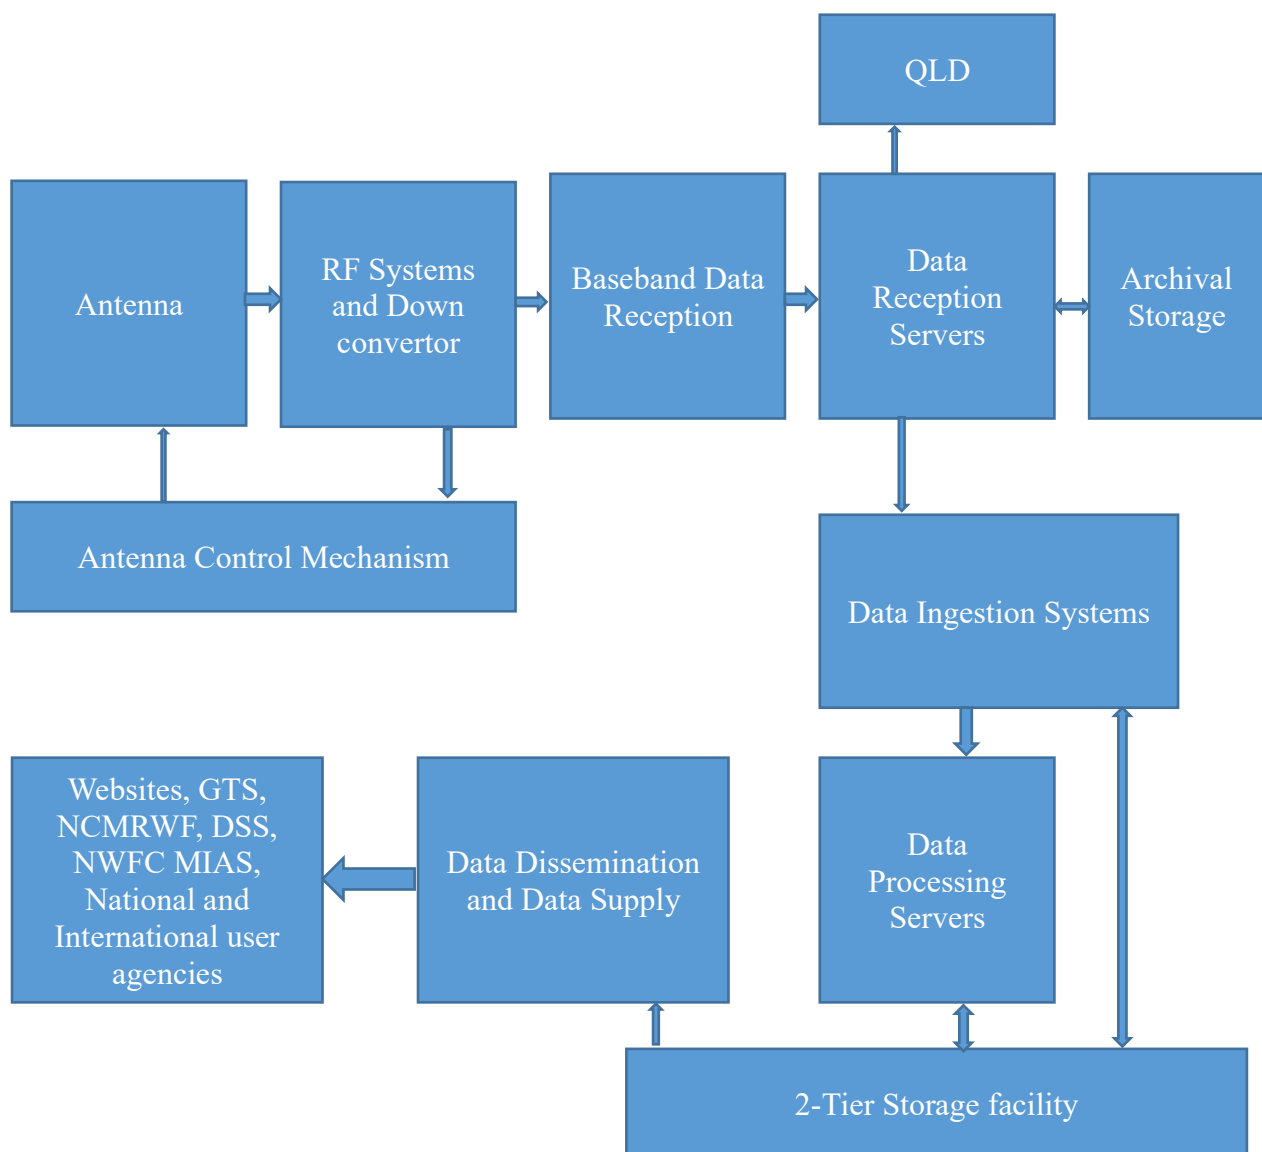 QLD
Antenna
RF Systems
and Down
convertor
Baseband Data
Reception
Data
Reception
Servers
Archival
Storage
Antenna Control Mechanism
Data Ingestion Systems
Websites, GTS,
NCMRWF, DSS,
NWFC MIAS,
National and
International user
agencies
Data Dissemination
and Data Supply
Data
Processing
Servers
2-Tier Storage facility